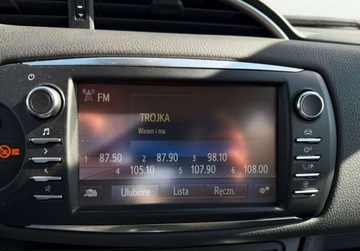 FM
TROJKA
Winien i ma
1 87.50 2 87.90 3 98.10
4 105.10 5 107.90 6 108.00
Ulubione Lista Ręczn.